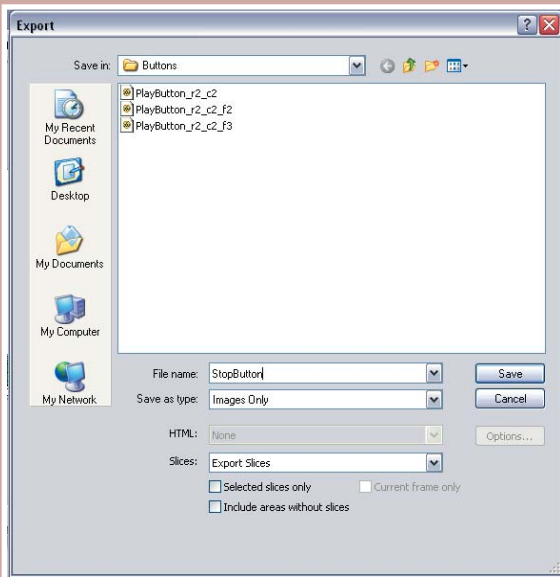 Export
Save in:
Buttons
PlayButton_r2_c2
PlayButton_r2_c2_f2
PlayButton_r2_c2_f3
My Recent
Documents
Desktop
My Documents
My Computer
My Network
File name:
StopButton
Save
Save as type:
Images Only
Cancel
HTML:
None
Options...
Slices:
Export Slices
Selected slices only
Current frame only
Include areas without slices